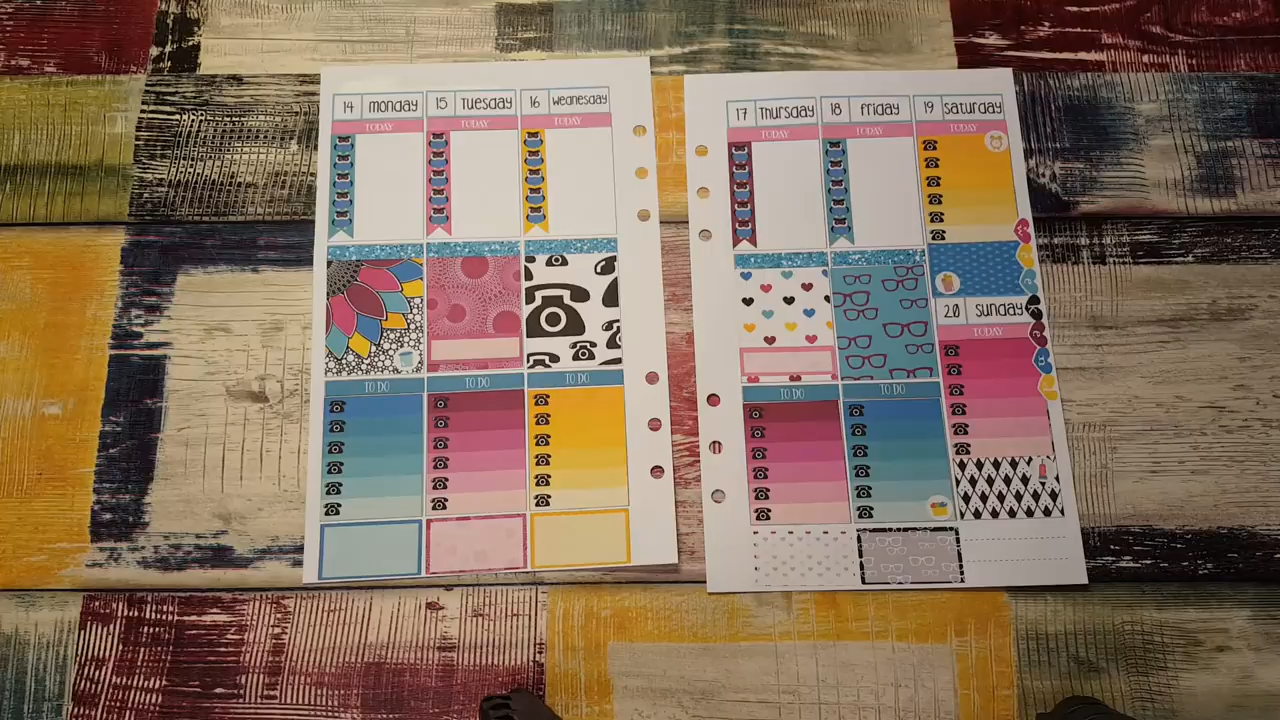 14 monday 15 Tuesday 16 wednesday
TODAY TODAY TODAY
TO DO TO DO TO DO
17 Thursday 18 friday 19 saturday
TODAY TODAY TODAY
20 sunday
TODAY
TO DO TO DO